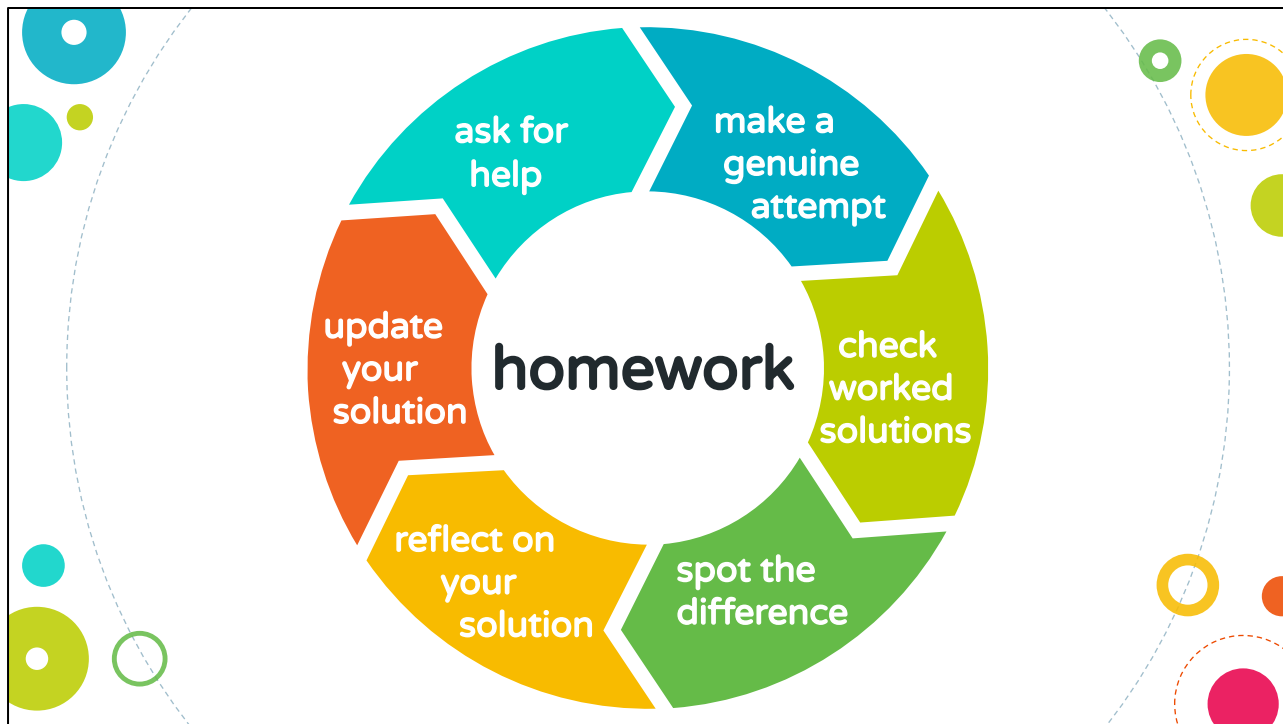 ask for
help
make a
genuine
attempt
check
worked
solutions
spot the
difference
reflect on
your
solution
update
your
solution
homework